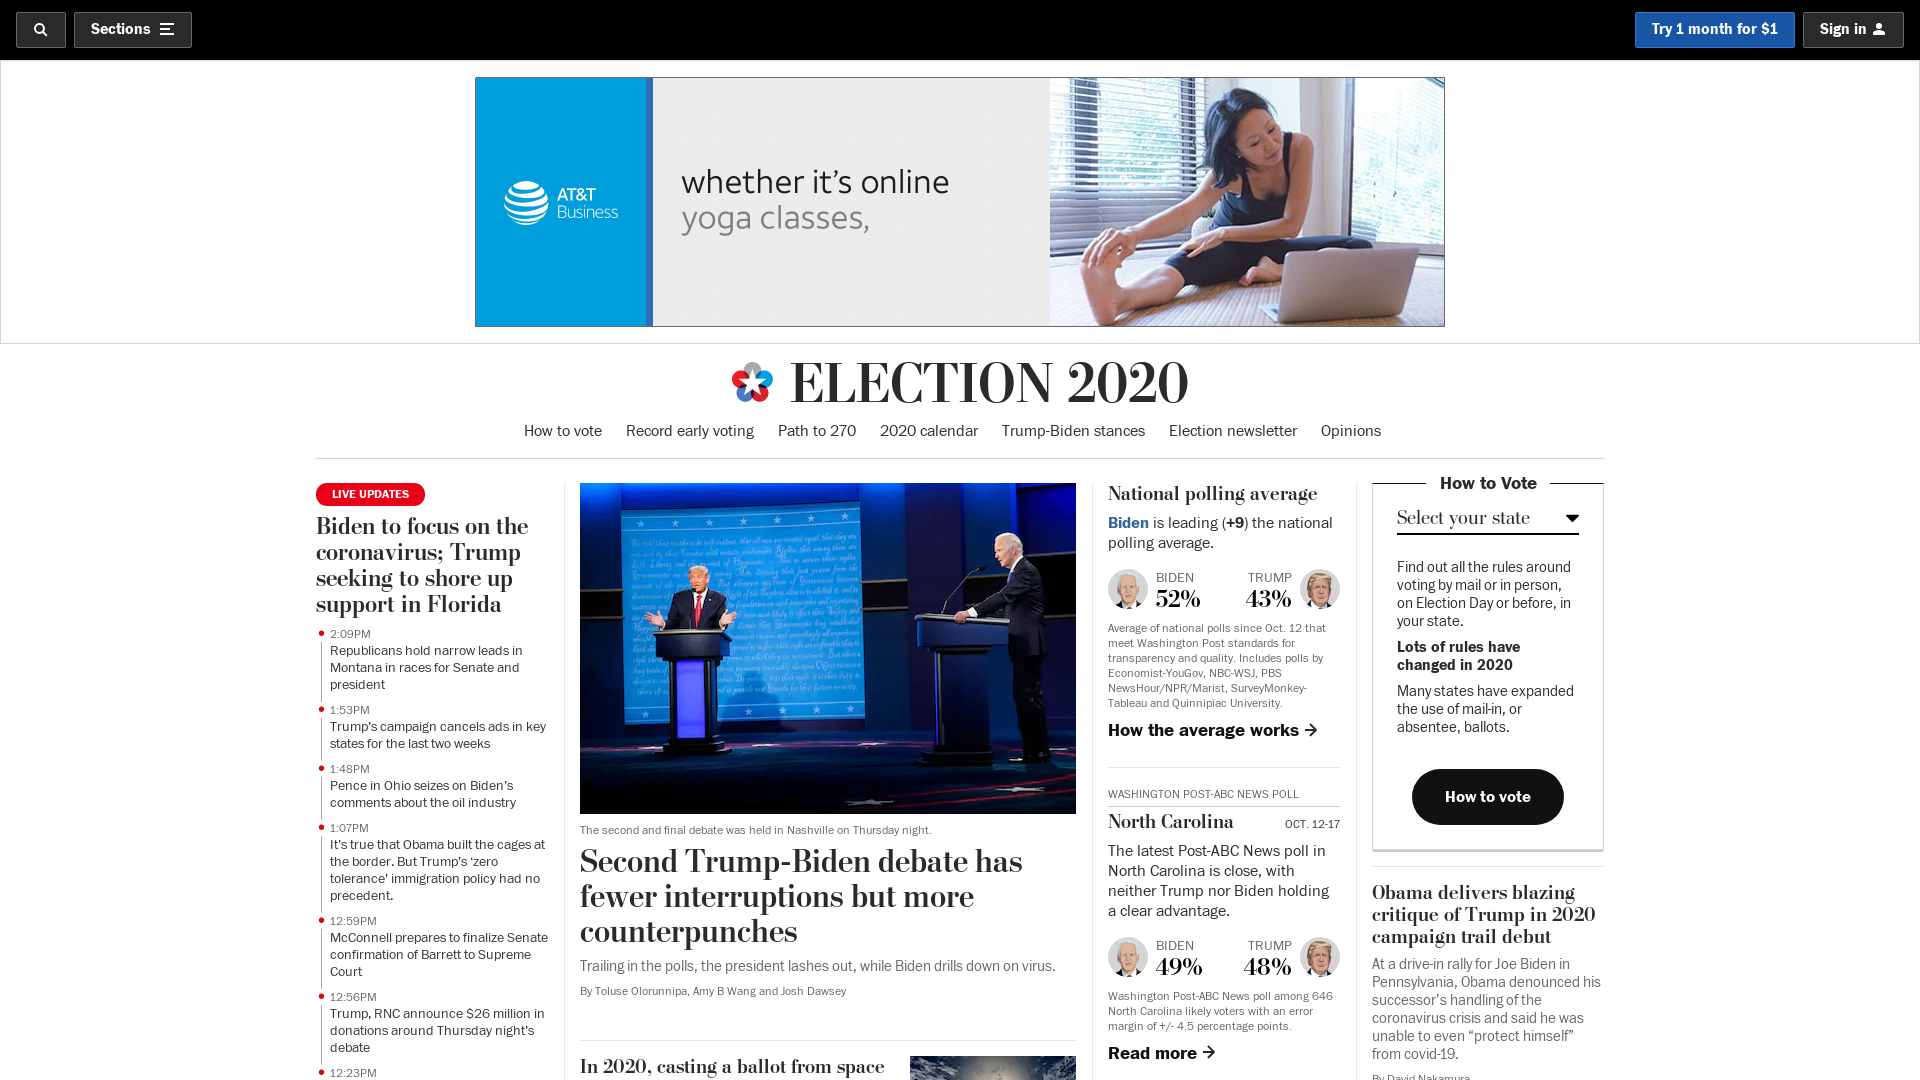 Sections
Try 1 month for $1
Sign in
AT&T
Business
whether it's online
yoga classes,
ELECTION 2020
How to vote
Record early voting
Path to 270
2020 calendar
Trump-Biden stances
Election newsletter
Opinions
LIVE UPDATES
Biden to focus on the
coronavirus; Trump
seeking to shore up
support in Florida
2:09PM
Republicans hold narrow leads in
Montana in races for Senate and
president
1:53PM
Trump's campaign cancels ads in key
states for the last two weeks
1:48PM
Pence in Ohio seizes on Biden's
comments about the oil industry
1:07PM
It's true that Obama built the cages at
the border. But Trump's 'zero
tolerance' immigration policy had no
precedent.
12:59PM
McConnell prepares to finalize Senate
confirmation of Barrett to Supreme
Court
12:56PM
Trump, RNC announce $26 million in
donations around Thursday night's
debate
12:23PM
The second and final debate was held in Nashville on Thursday night.
Second Trump-Biden debate has
fewer interruptions but more
counterpunches
Trailing in the polls, the president lashes out, while Biden drills down on virus.
By Toluse Olorunnipa, Amy B Wang and Josh Dawsey
In 2020, casting a ballot from space
National polling average
Biden is leading (+9) the national
polling average.
BIDEN
52%
TRUMP
43%
Average of national polls since Oct. 12 that
meet Washington Post standards for
transparency and quality. Includes polls by
Economist-YouGov, NBC-WSJ, PBS
NewsHour/NPR/Marist, SurveyMonkey-
Tableau and Quinnipiac University.
How the average works
WASHINGTON POST-ABC NEWS POLL
North Carolina
OCT. 12-17
The latest Post-ABC News poll in
North Carolina is close, with
neither Trump nor Biden holding
a clear advantage.
BIDEN
49%
TRUMP
48%
Washington Post-ABC News poll among 646
North Carolina likely voters with an error
margin of +/- 4.5 percentage points.
Read more
How to Vote
Select your state
Find out all the rules around
voting by mail or in person,
on Election Day or before, in
your state.
Lots of rules have
changed in 2020
Many states have expanded
the use of mail-in, or
absentee, ballots.
How to vote
Obama delivers blazing
critique of Trump in 2020
campaign trail debut
At a drive-in rally for Joe Biden in
Pennsylvania, Obama denounced his
successor's handling of the
coronavirus crisis and said he was
unable to even “protect himself”
from covid-19.
By David Nakamura